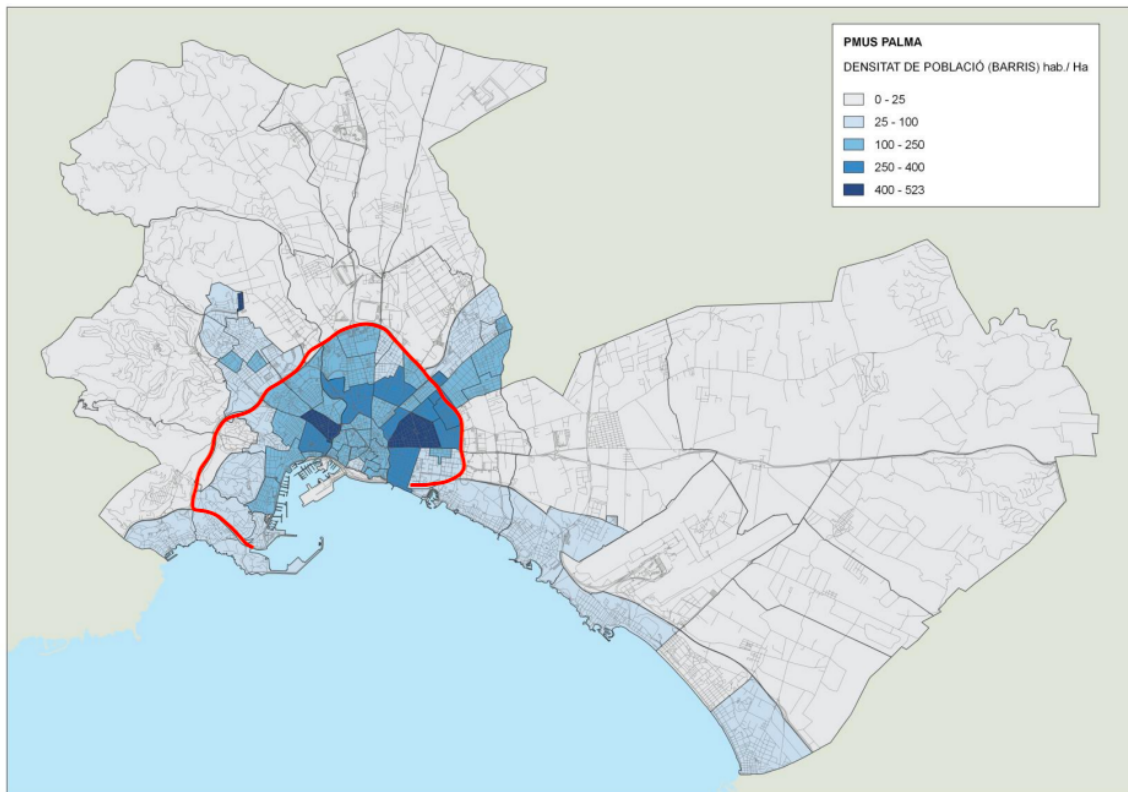 PMUS PALMA
DENSITAT DE POBLACIÓ (BARRIS) hab./ Ha
0 - 25
25 - 100
100 - 250
250 - 400
400 - 523